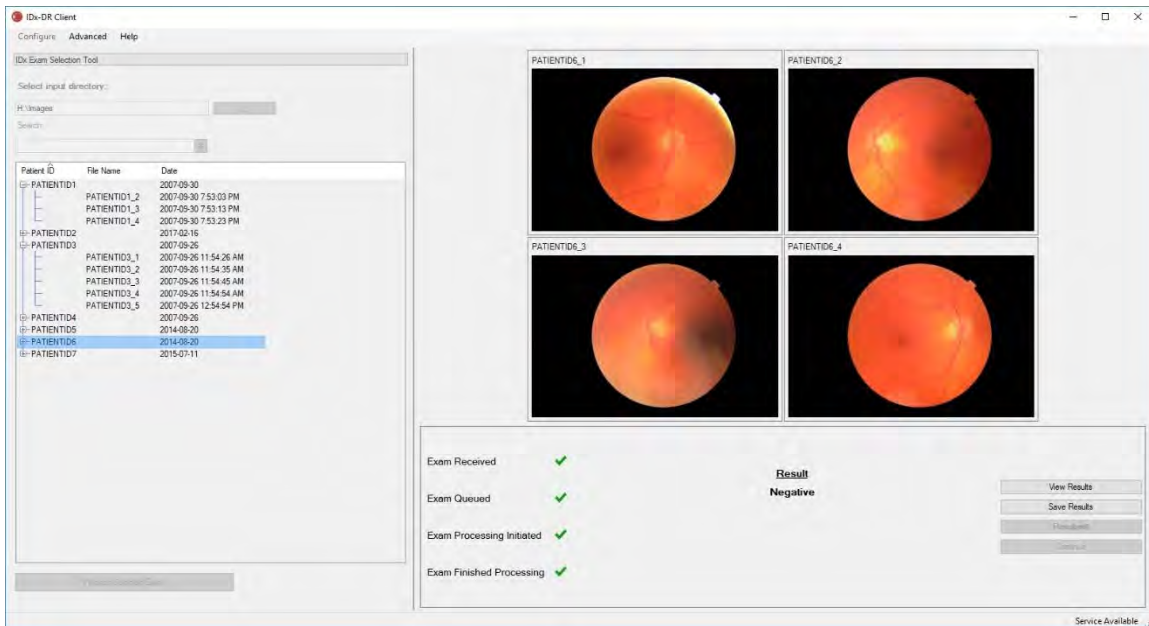 IDx-DR Client
Configure Advanced Help
IDx Exam Selection Tool
Select input directory:
H:\Images
Search:
Patient ID File Name Date
PATIENTID1 2007-09-30
PATIENTID1_2 2007-09-30 7:53:03 PM
PATIENTID1_3 2007-09-30 7:53:13 PM
PATIENTID1_4 2007-09-30 7:53:23 PM
PATIENTID2 2017-02-16
PATIENTID3 2007-09-26
PATIENTID3_1 2007-09-26 11:54:26 AM
PATIENTID3_2 2007-09-26 11:54:35 AM
PATIENTID3_3 2007-09-26 11:54:45 AM
PATIENTID3_4 2007-09-26 11:54:54 AM
PATIENTID3_5 2007-09-26 12:54:54 PM
PATIENTID4 2007-09-26
PATIENTID5 2014-08-20
PATIENTID6 2014-08-20
PATIENTID7 2015-07-11
PATIENTID6_1
PATIENTID6_2
PATIENTID6_3
PATIENTID6_4
Exam Received
Exam Queued
Exam Processing Initiated
Exam Finished Processing
Result
Negative
View Results
Save Results
Service Available